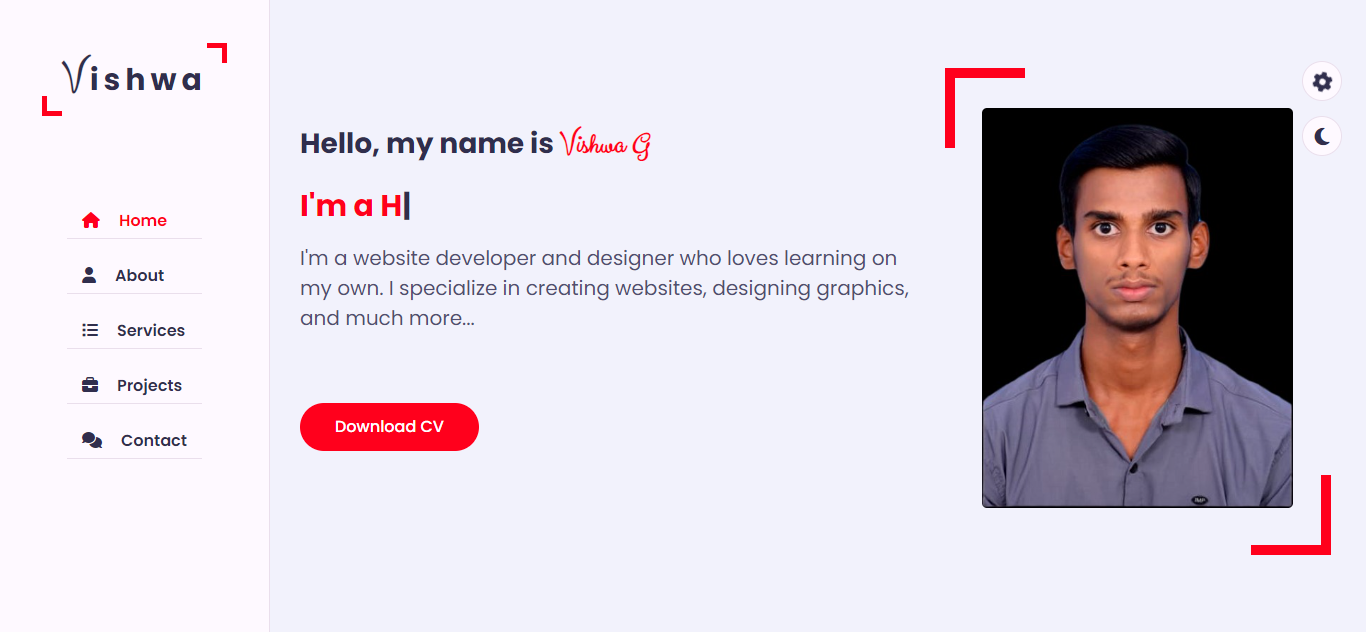 Vishwa
Home
About
Services
Projects
Contact
Hello, my name is Vishwa G
I'm a H
I'm a website developer and designer who loves learning on
my own. I specialize in creating websites, designing graphics,
and much more...
Download CV